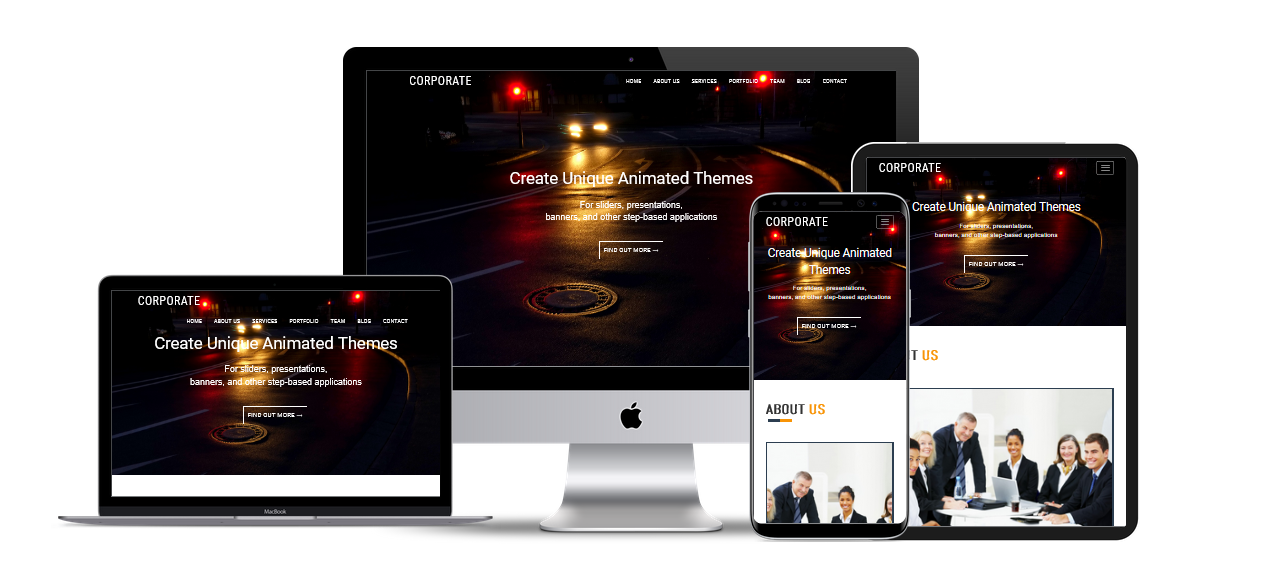 CORPORATE
HOME ABOUT US SERVICES PORTFOLIO TEAM BLOG CONTACT
Create Unique Animated Themes
For sliders, presentations,
banners, and other step-based applications
FIND OUT MORE →
CORPORATE
Create Unique Animated Themes
For sliders, presentations,
banners, and other step-based applications
FIND OUT MORE →
UT US
CORPORATE
Create Unique Animated
Themes
For sliders, presentations,
banners, and other step-based applications
FIND OUT MORE →
ABOUT US
CORPORATE
HOME ABOUT US SERVICES PORTFOLIO TEAM BLOG CONTACT
Create Unique Animated Themes
For sliders, presentations,
banners, and other step-based applications
FIND OUT MORE →
MacBook